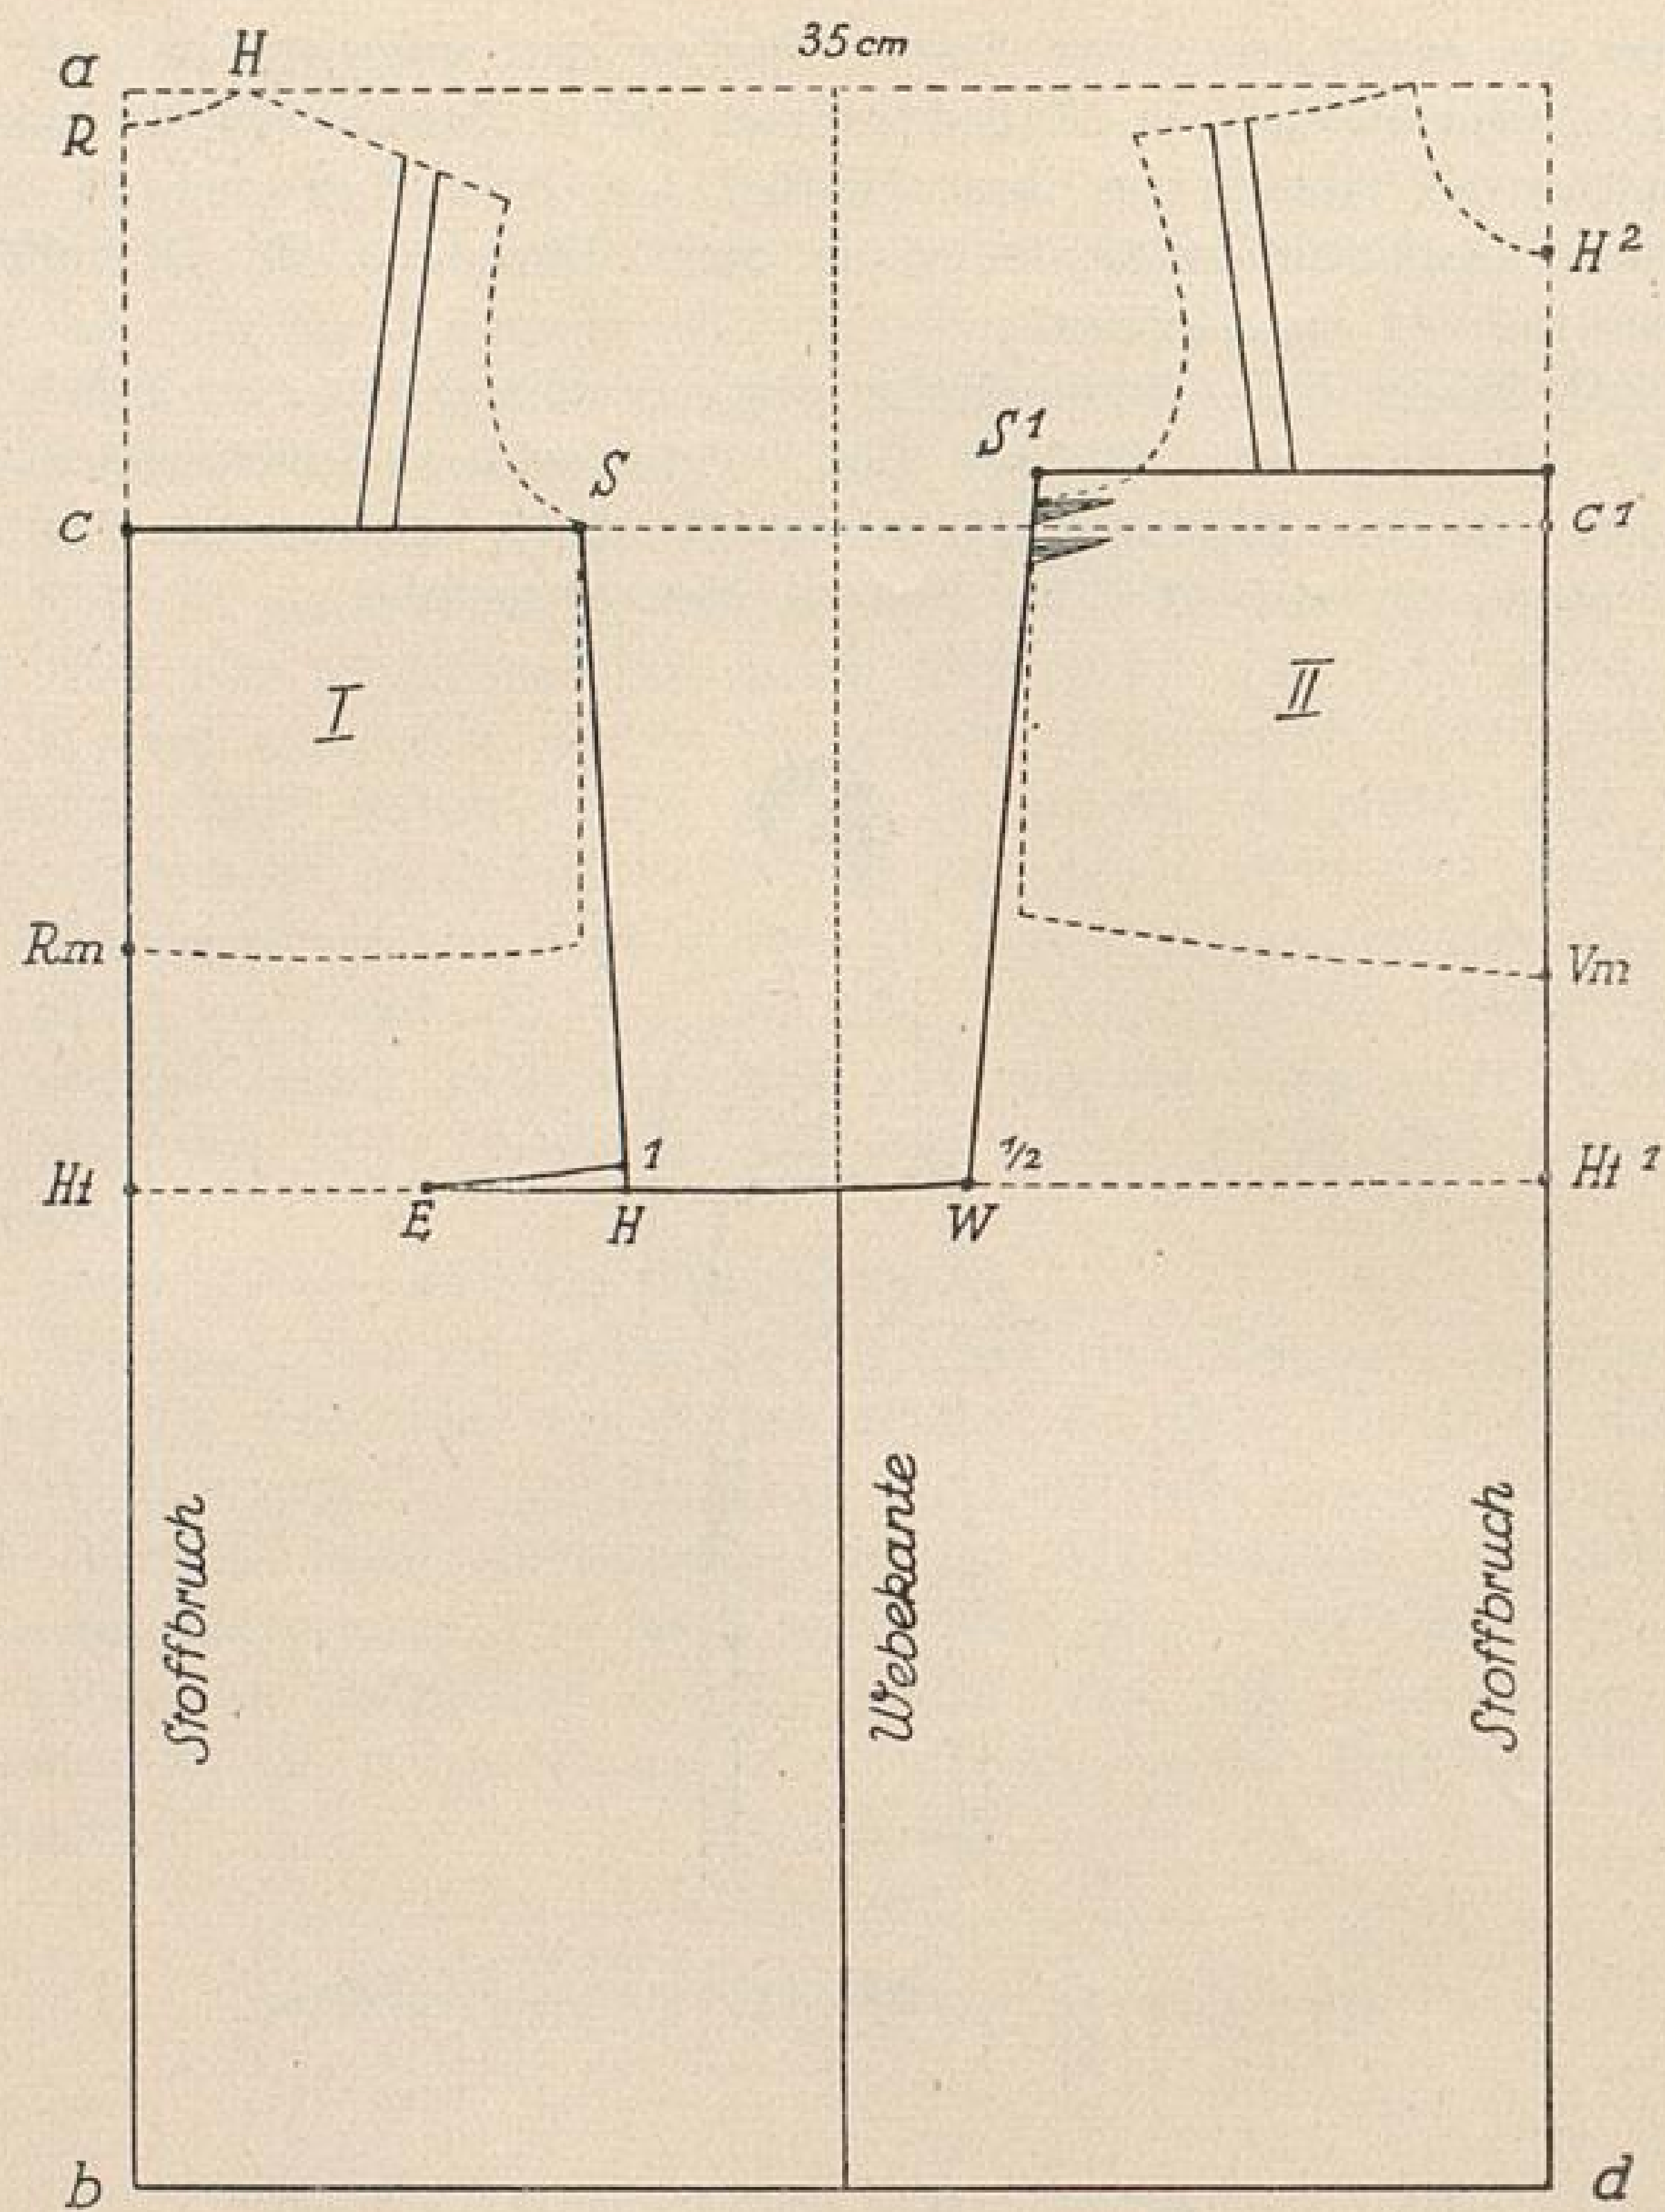 35 cm
a
H
R
H²
S¹
S
C
C¹
I
II
Rm
Vm
1
1/2
Ht
Ht¹
E
H
W
Stoffbruch
Webekante
Stoffbruch
b
d